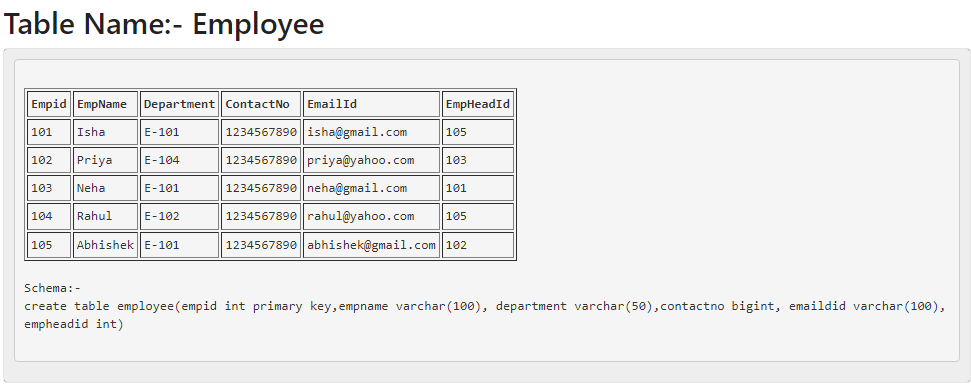 Table Name:- Employee
Empid EmpName Department ContactNo EmailId EmpHeadId
101 Isha E-101 1234567890 isha@gmail.com 105
102 Priya E-104 1234567890 priya@yahoo.com 103
103 Neha E-101 1234567890 neha@gmail.com 101
104 Rahul E-102 1234567890 rahul@yahoo.com 105
105 Abhishek E-101 1234567890 abhishek@gmail.com 102
Schema:-
create table employee(empid int primary key,empname varchar(100), department varchar(50),contactno bigint, emaildid varchar(100),
empheadid int)